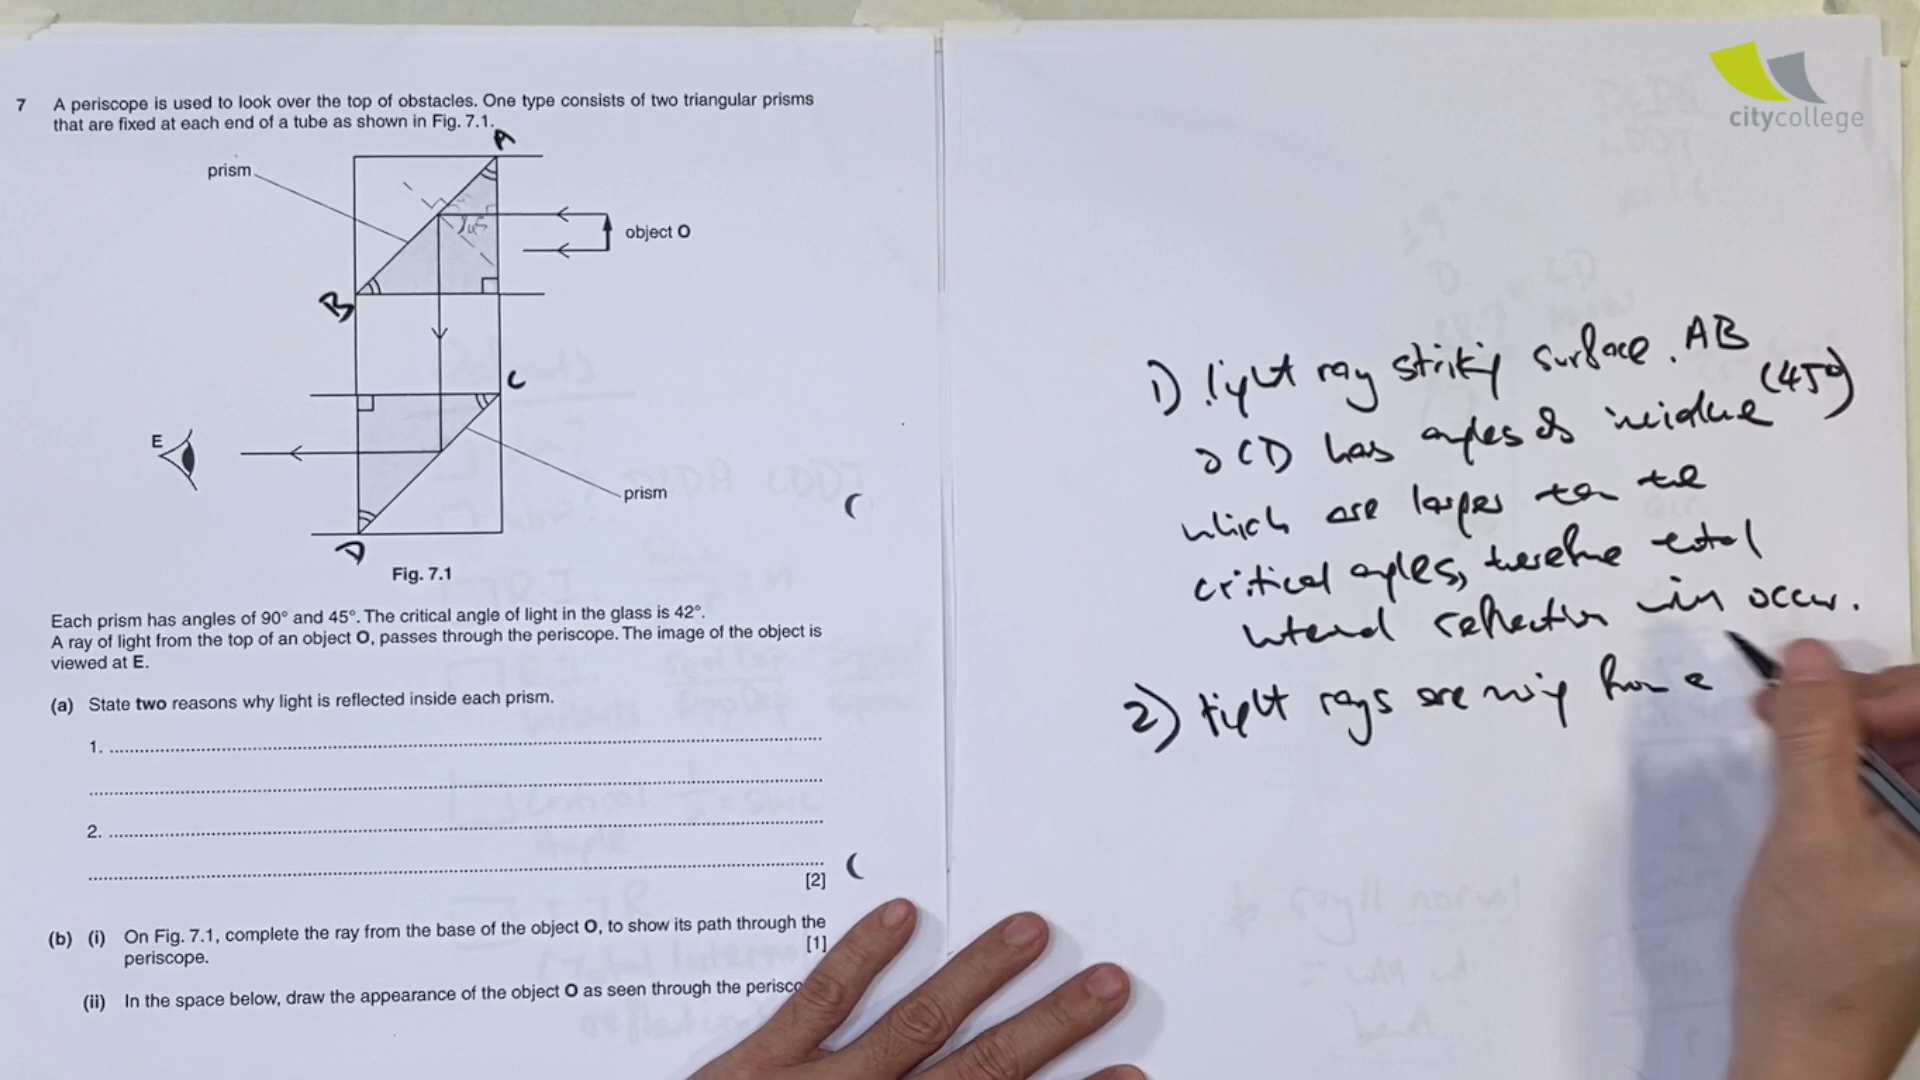 citycollege
7 A periscope is used to look over the top of obstacles. One type consists of two triangular prisms
that are fixed at each end of a tube as shown in Fig. 7.1.
A
prism
45
object O
B
C
E
prism
D
Fig. 7.1
Each prism has angles of 90° and 45°. The critical angle of light in the glass is 42°.
A ray of light from the top of an object O, passes through the periscope. The image of the object is
viewed at E.
(a) State two reasons why light is reflected inside each prism.
1.
2.
[2]
(b) (i) On Fig. 7.1, complete the ray from the base of the object O, to show its path through the
periscope. [1]
(ii) In the space below, draw the appearance of the object O as seen through the perisco
1) light ray striking surface AB
CD has angles of incidence (45°)
which are larger than the
critical angles, therefore total
internal reflection will occur.
2) light rays are moving from a